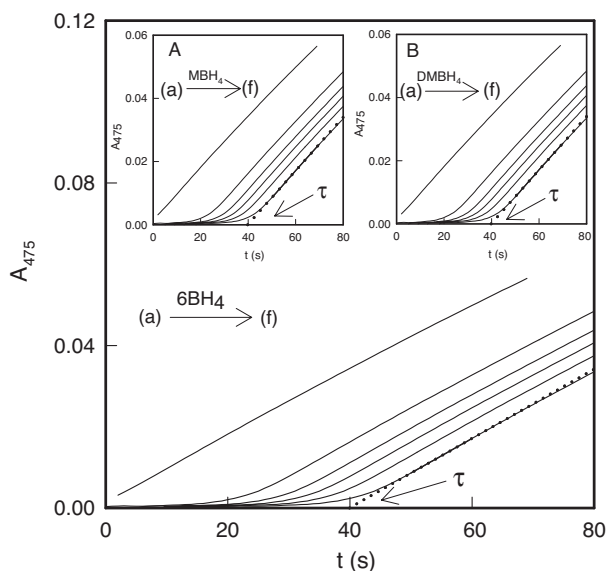 0.12
0.08
0.04
0.00
A₄₇₅
0 20 40 60 80
t (s)
(a) 6BH₄ (f)
τ
A
0.06
0.04
0.02
0.00
A₄₇₅
0 20 40 60 80
t (s)
(a) MBH₄ (f)
τ
B
0.06
0.04
0.02
0.00
A₄₇₅
0 20 40 60 80
t (s)
(a) DMBH₄ (f)
τ